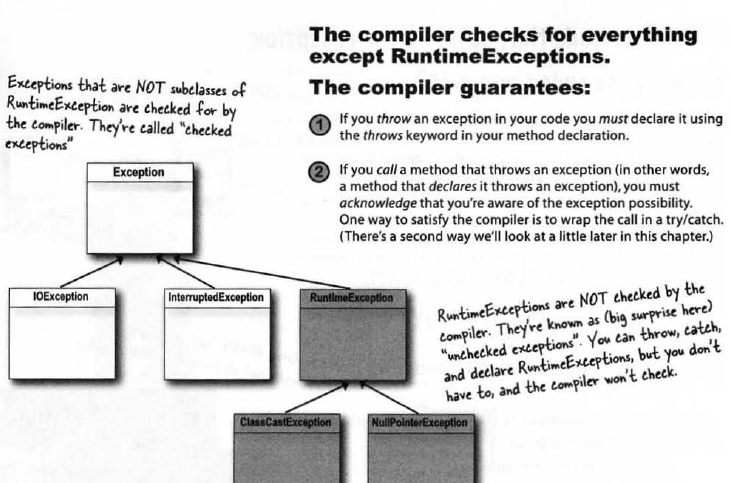 The compiler checks for everything
except RuntimeExceptions.
The compiler guarantees:
Exceptions that are NOT subclasses of
RuntimeException are checked for by
the compiler. They're called "checked
exceptions"
1 If you throw an exception in your code you must declare it using
the throws keyword in your method declaration.
2 If you call a method that throws an exception (in other words,
a method that declares it throws an exception), you must
acknowledge that you're aware of the exception possibility.
One way to satisfy the compiler is to wrap the call in a try/catch.
(There's a second way we'll look at a little later in this chapter.)
Exception
IOException
InterruptedException
RuntimeException
RuntimeExceptions are NOT checked by the
compiler. They're known as (big surprise here)
"unchecked exceptions". You can throw, catch,
and declare RuntimeExceptions, but you don't
have to, and the compiler won't check.
ClassCastException
NullPointerException